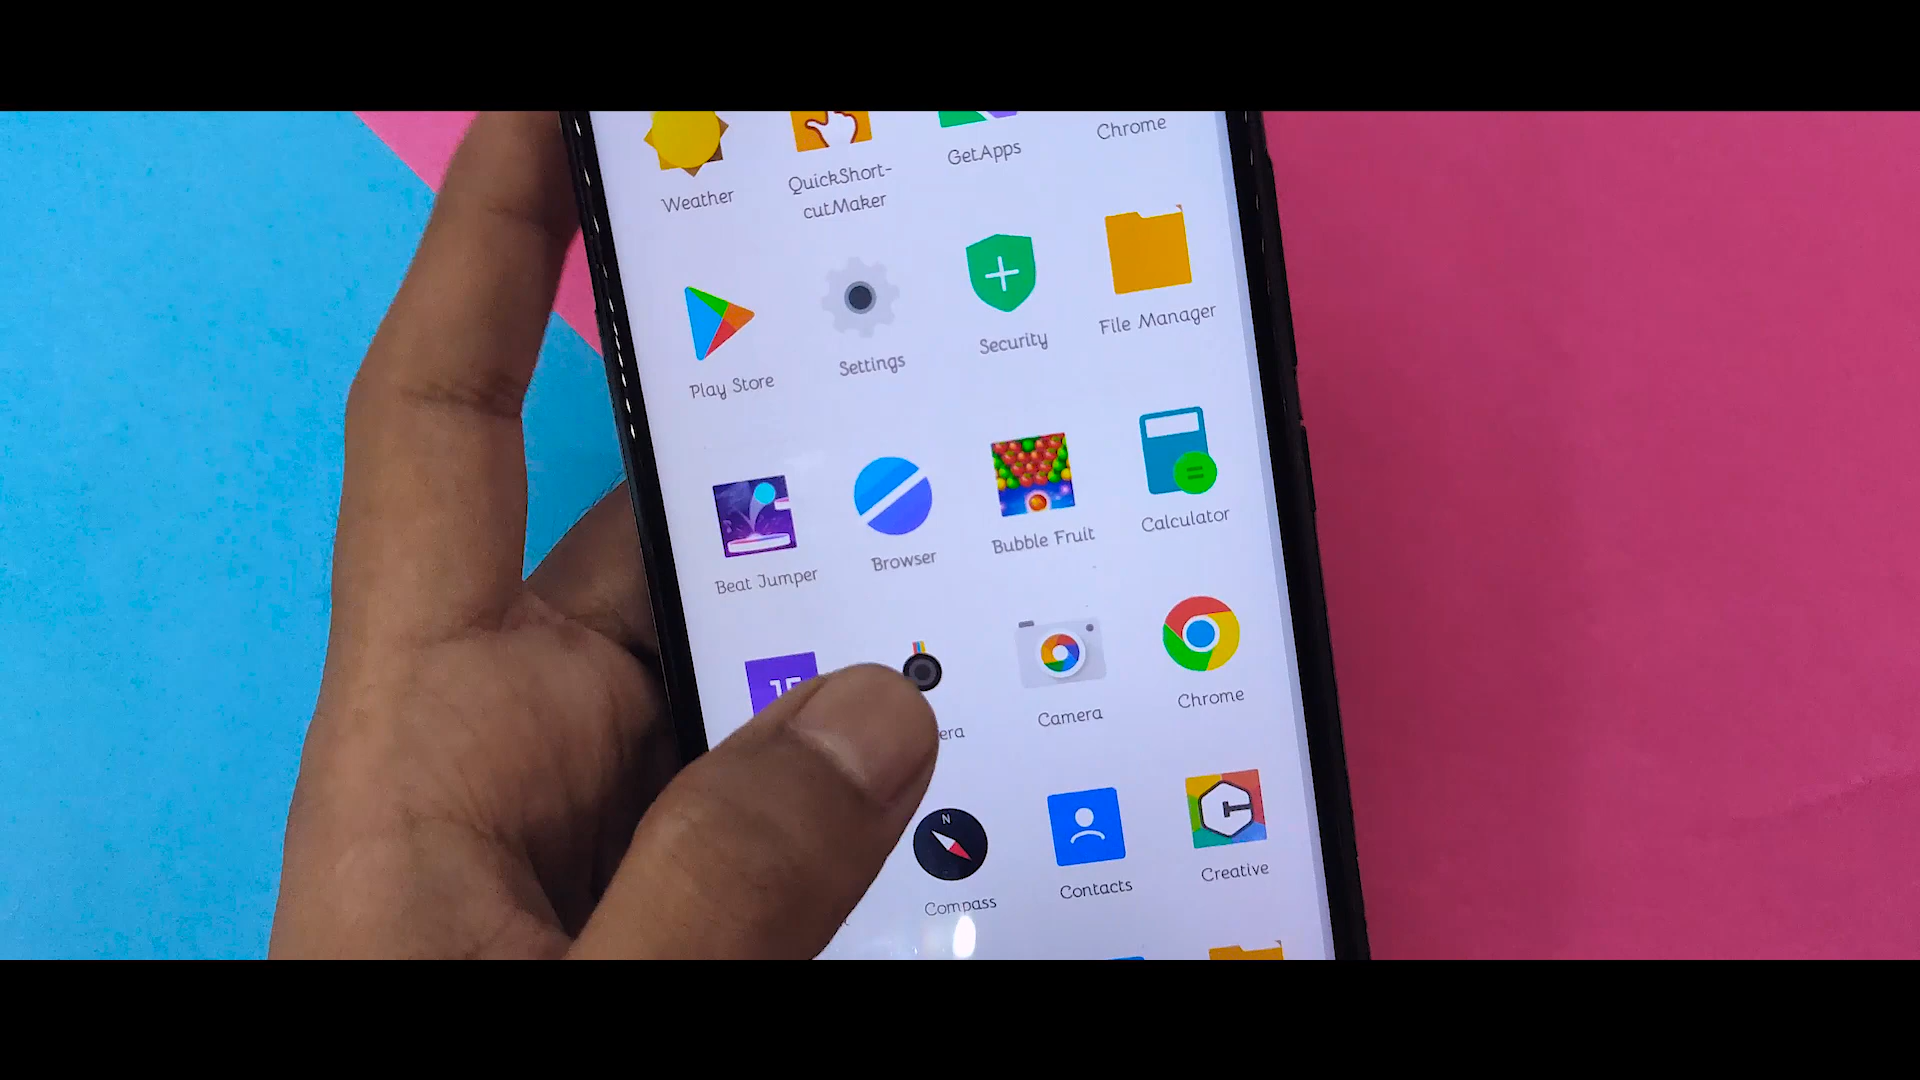 Weather
QuickShort-
cutMaker
GetApps
Chrome
Play Store
Settings
Security
File Manager
Beat Jumper
Browser
Bubble Fruit
Calculator
era
Camera
Chrome
N
Compass
Contacts
Creative